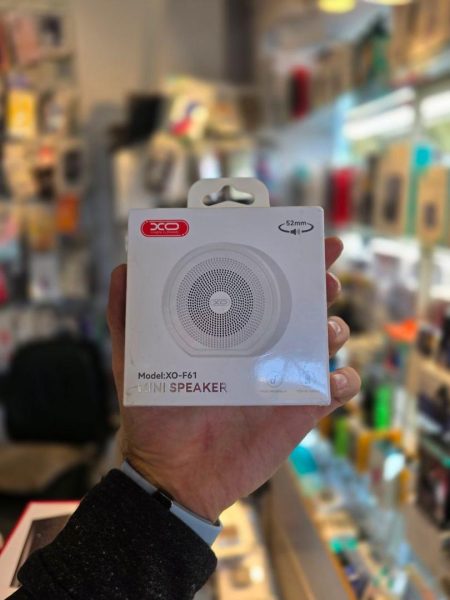 XO
52mm
XO
Model:XO-F61
MINI SPEAKER